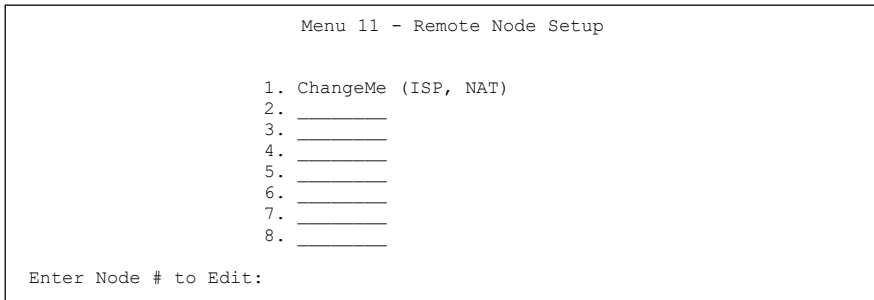 Menu 11 - Remote Node Setup
1. ChangeMe (ISP, NAT)
2. ________
3. ________
4. ________
5. ________
6. ________
7. ________
8. ________
Enter Node # to Edit: